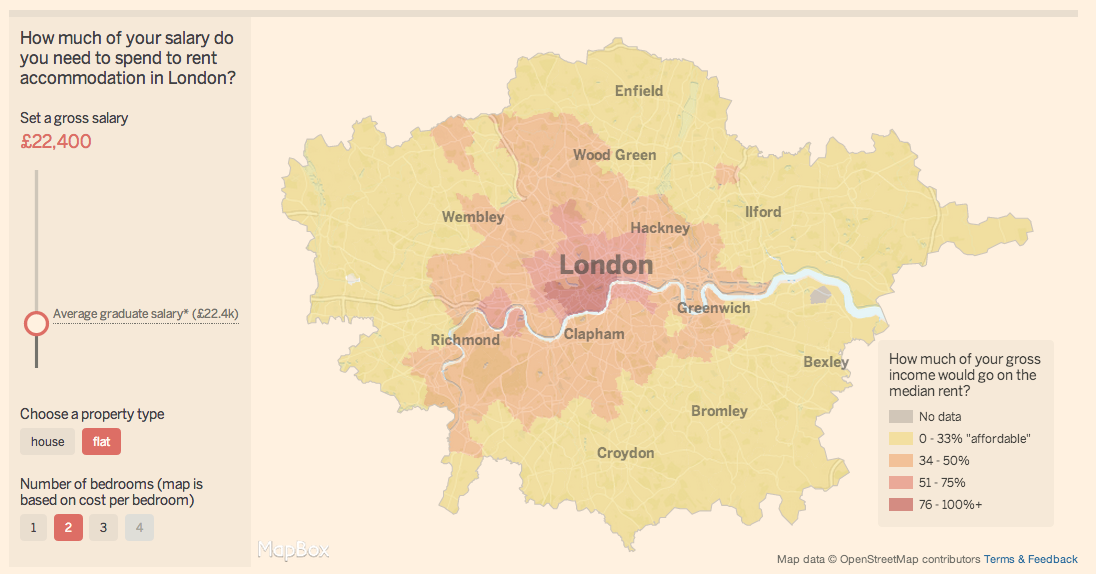 How much of your salary do
you need to spend to rent
accommodation in London?
Set a gross salary
£22,400
Average graduate salary* (£22.4k)
Choose a property type
house
flat
Number of bedrooms (map is
based on cost per bedroom)
1
2
3
4
Enfield
Wood Green
Wembley
Ilford
Hackney
London
Greenwich
Clapham
Richmond
Bexley
Bromley
Croydon
How much of your gross
income would go on the
median rent?
No data
0 - 33% "affordable"
34 - 50%
51 - 75%
76 - 100%+
MapBox
Map data © OpenStreetMap contributors Terms & Feedback